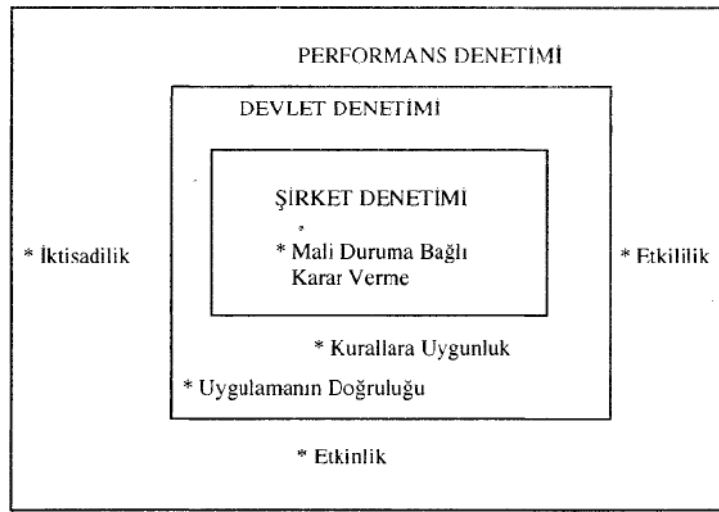 PERFORMANS DENETİMİ
DEVLET DENETİMİ
ŞİRKET DENETİMİ
* İktisadilik
* Mali Duruma Bağlı
Karar Verme
* Etkililik
* Kurallara Uygunluk
* Uygulamanın Doğruluğu
* Etkinlik